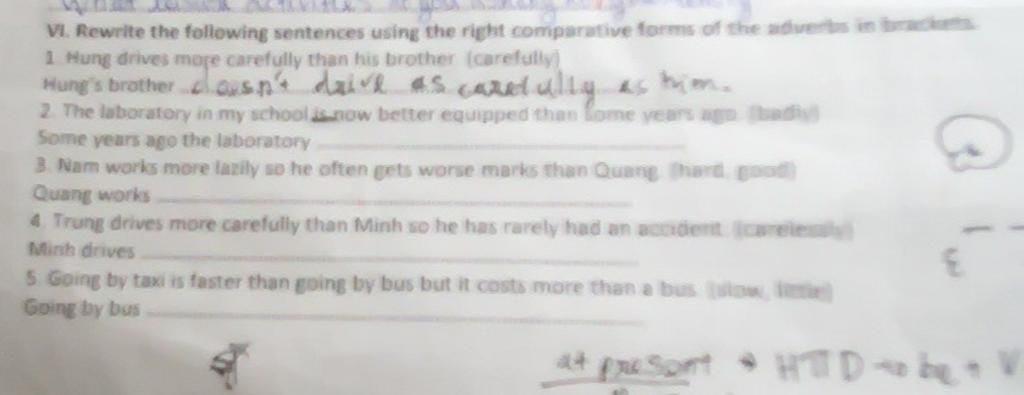 What
VI. Rewrite the following sentences using the right comparative forms of the adverbs in brackets.
1. Hung drives more carefully than his brother. (carefully)
Hung's brother doesn't drive as carefully as him.
2. The laboratory in my school is now better equipped than some years ago. (badly)
Some years ago the laboratory
3. Nam works more lazily so he often gets worse marks than Quang. (hard, good)
Quang works
4. Trung drives more carefully than Minh so he has rarely had an accident. (carelessly)
Minh drives
5. Going by taxi is faster than going by bus but it costs more than a bus. (slow, little)
Going by bus
at present → HTTD → to be + V